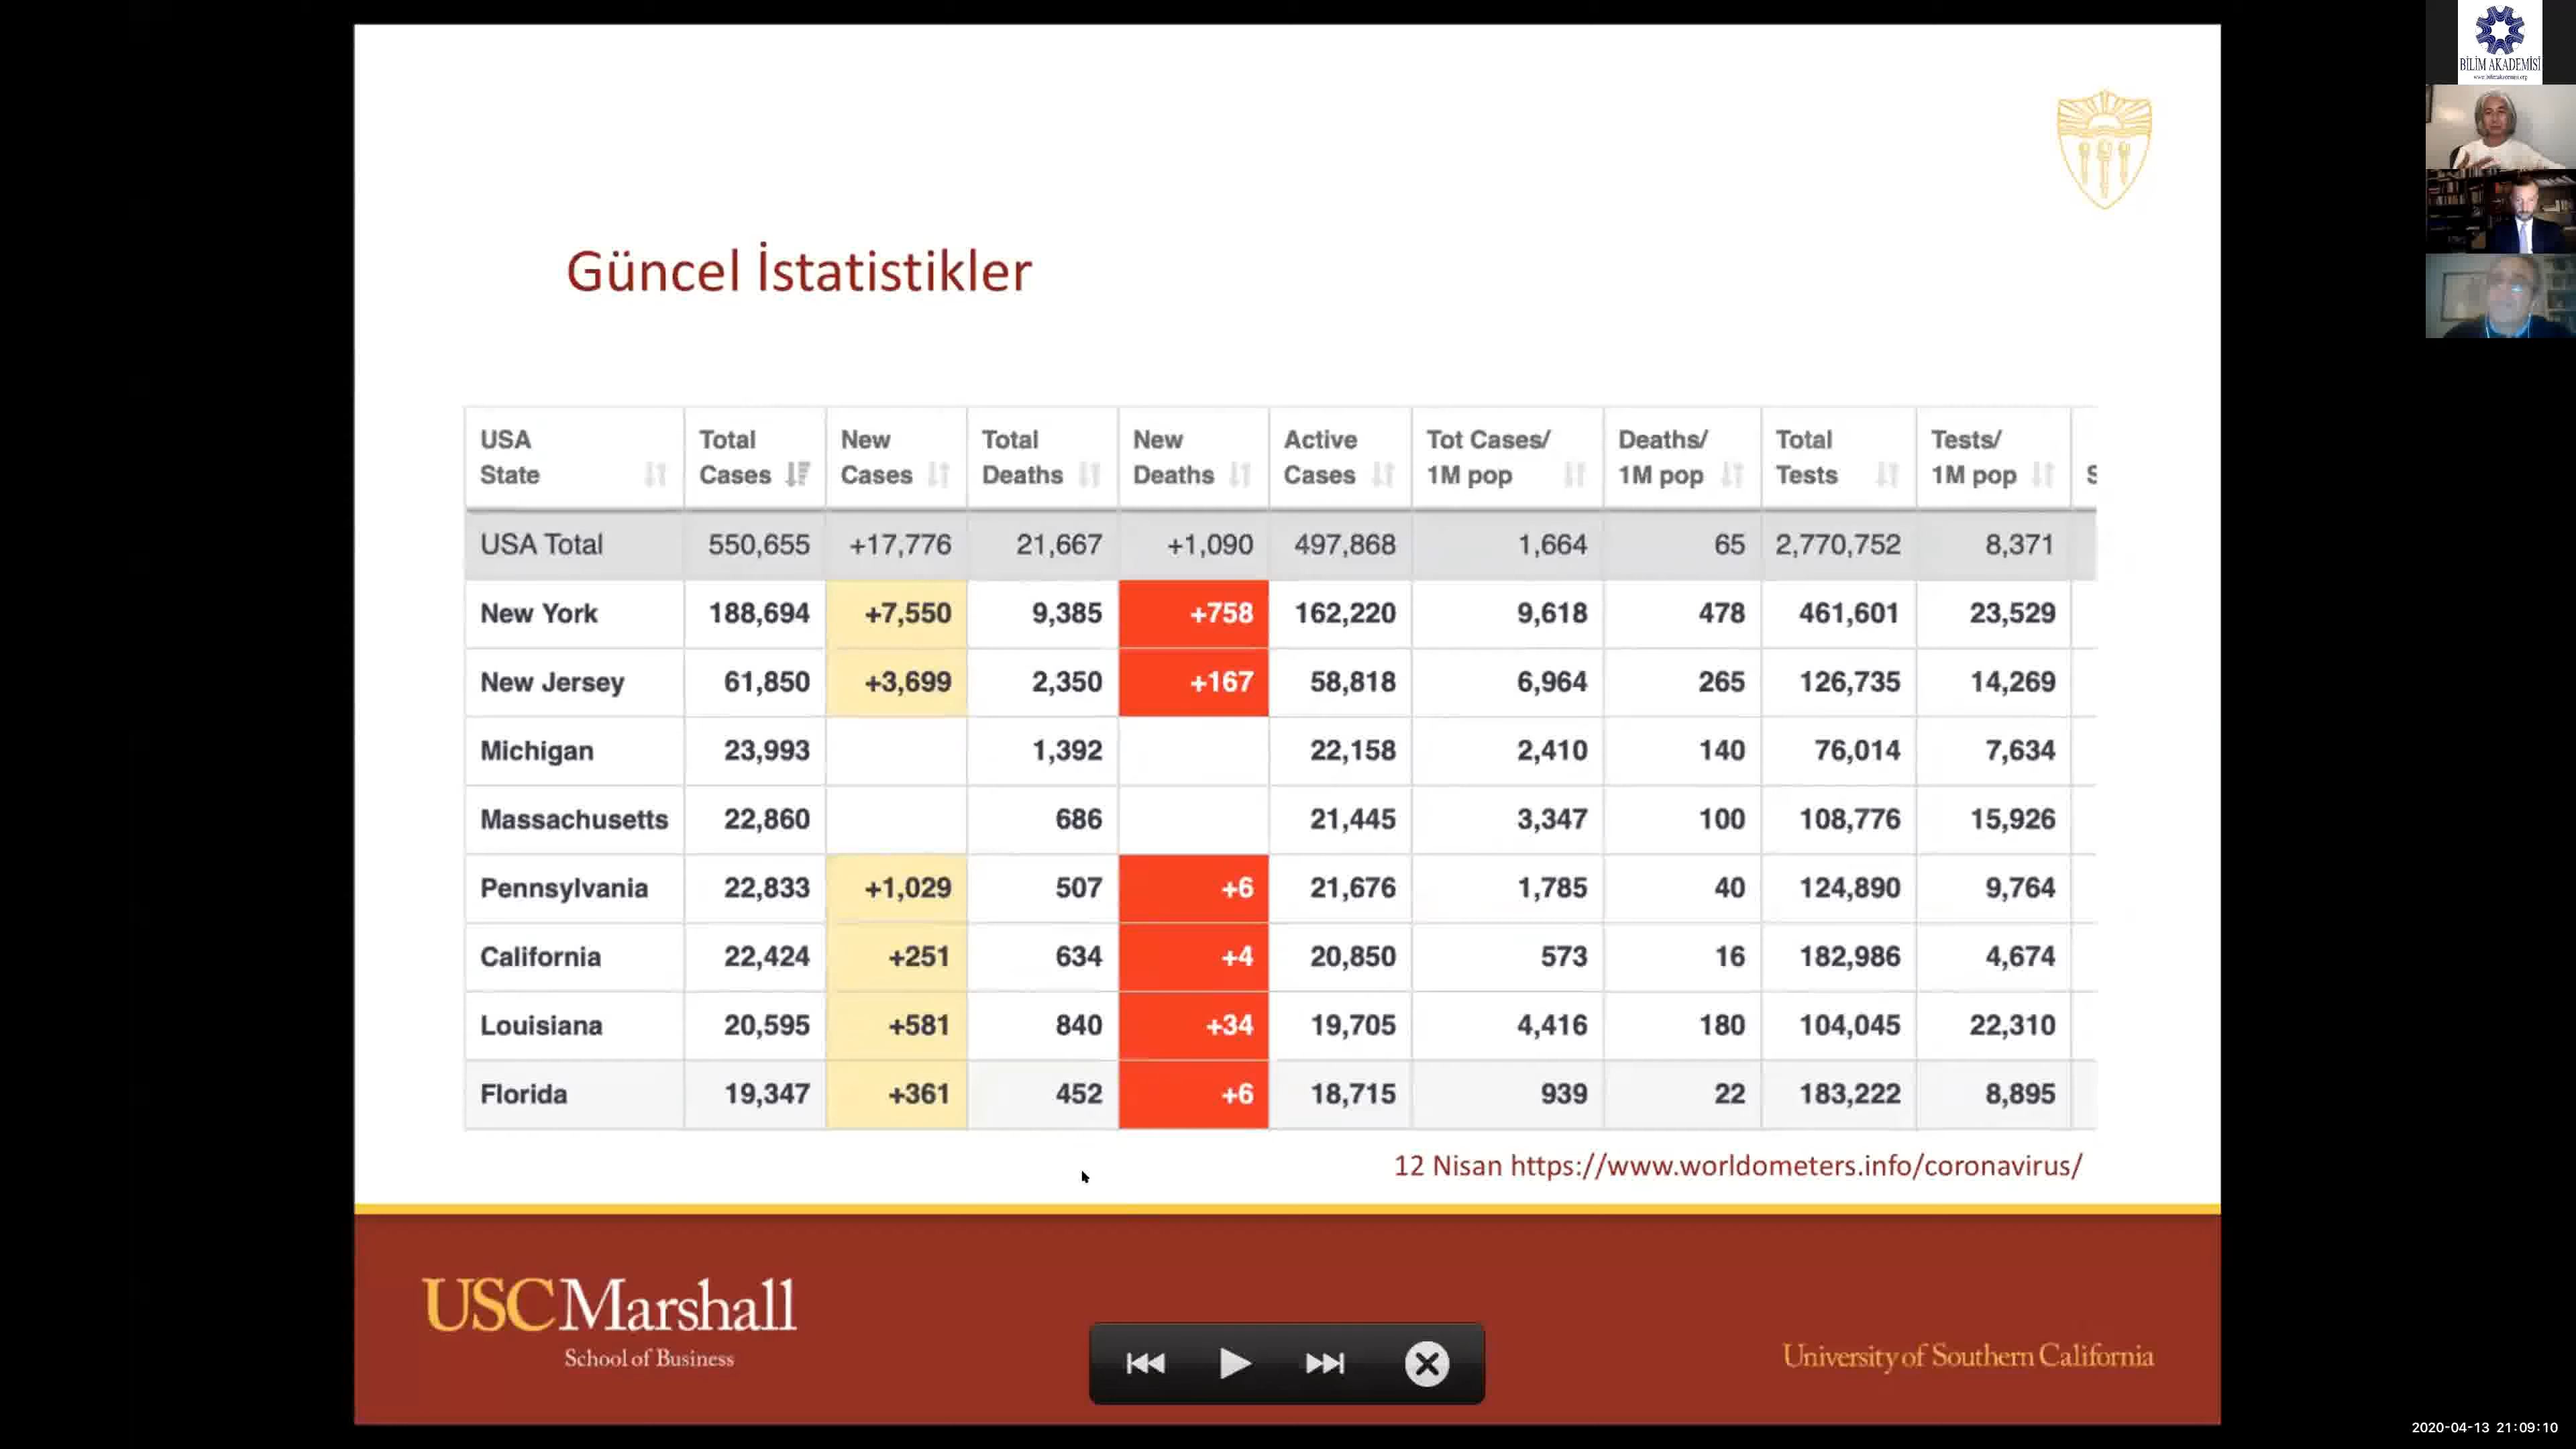 BİLİM AKADEMİSİ
Güncel İstatistikler
USA State Total Cases New Cases Total Deaths New Deaths Active Cases Tot Cases/ 1M pop Deaths/ 1M pop Total Tests Tests/ 1M pop S
USA Total 550,655 +17,776 21,667 +1,090 497,868 1,664 65 2,770,752 8,371
New York 188,694 +7,550 9,385 +758 162,220 9,618 478 461,601 23,529
New Jersey 61,850 +3,699 2,350 +167 58,818 6,964 265 126,735 14,269
Michigan 23,993 1,392 22,158 2,410 140 76,014 7,634
Massachusetts 22,860 686 21,445 3,347 100 108,776 15,926
Pennsylvania 22,833 +1,029 507 +6 21,676 1,785 40 124,890 9,764
California 22,424 +251 634 +4 20,850 573 16 182,986 4,674
Louisiana 20,595 +581 840 +34 19,705 4,416 180 104,045 22,310
Florida 19,347 +361 452 +6 18,715 939 22 183,222 8,895
12 Nisan https://www.worldometers.info/coronavirus/
USC Marshall
School of Business
University of Southern California
2020-04-13 21:09:10